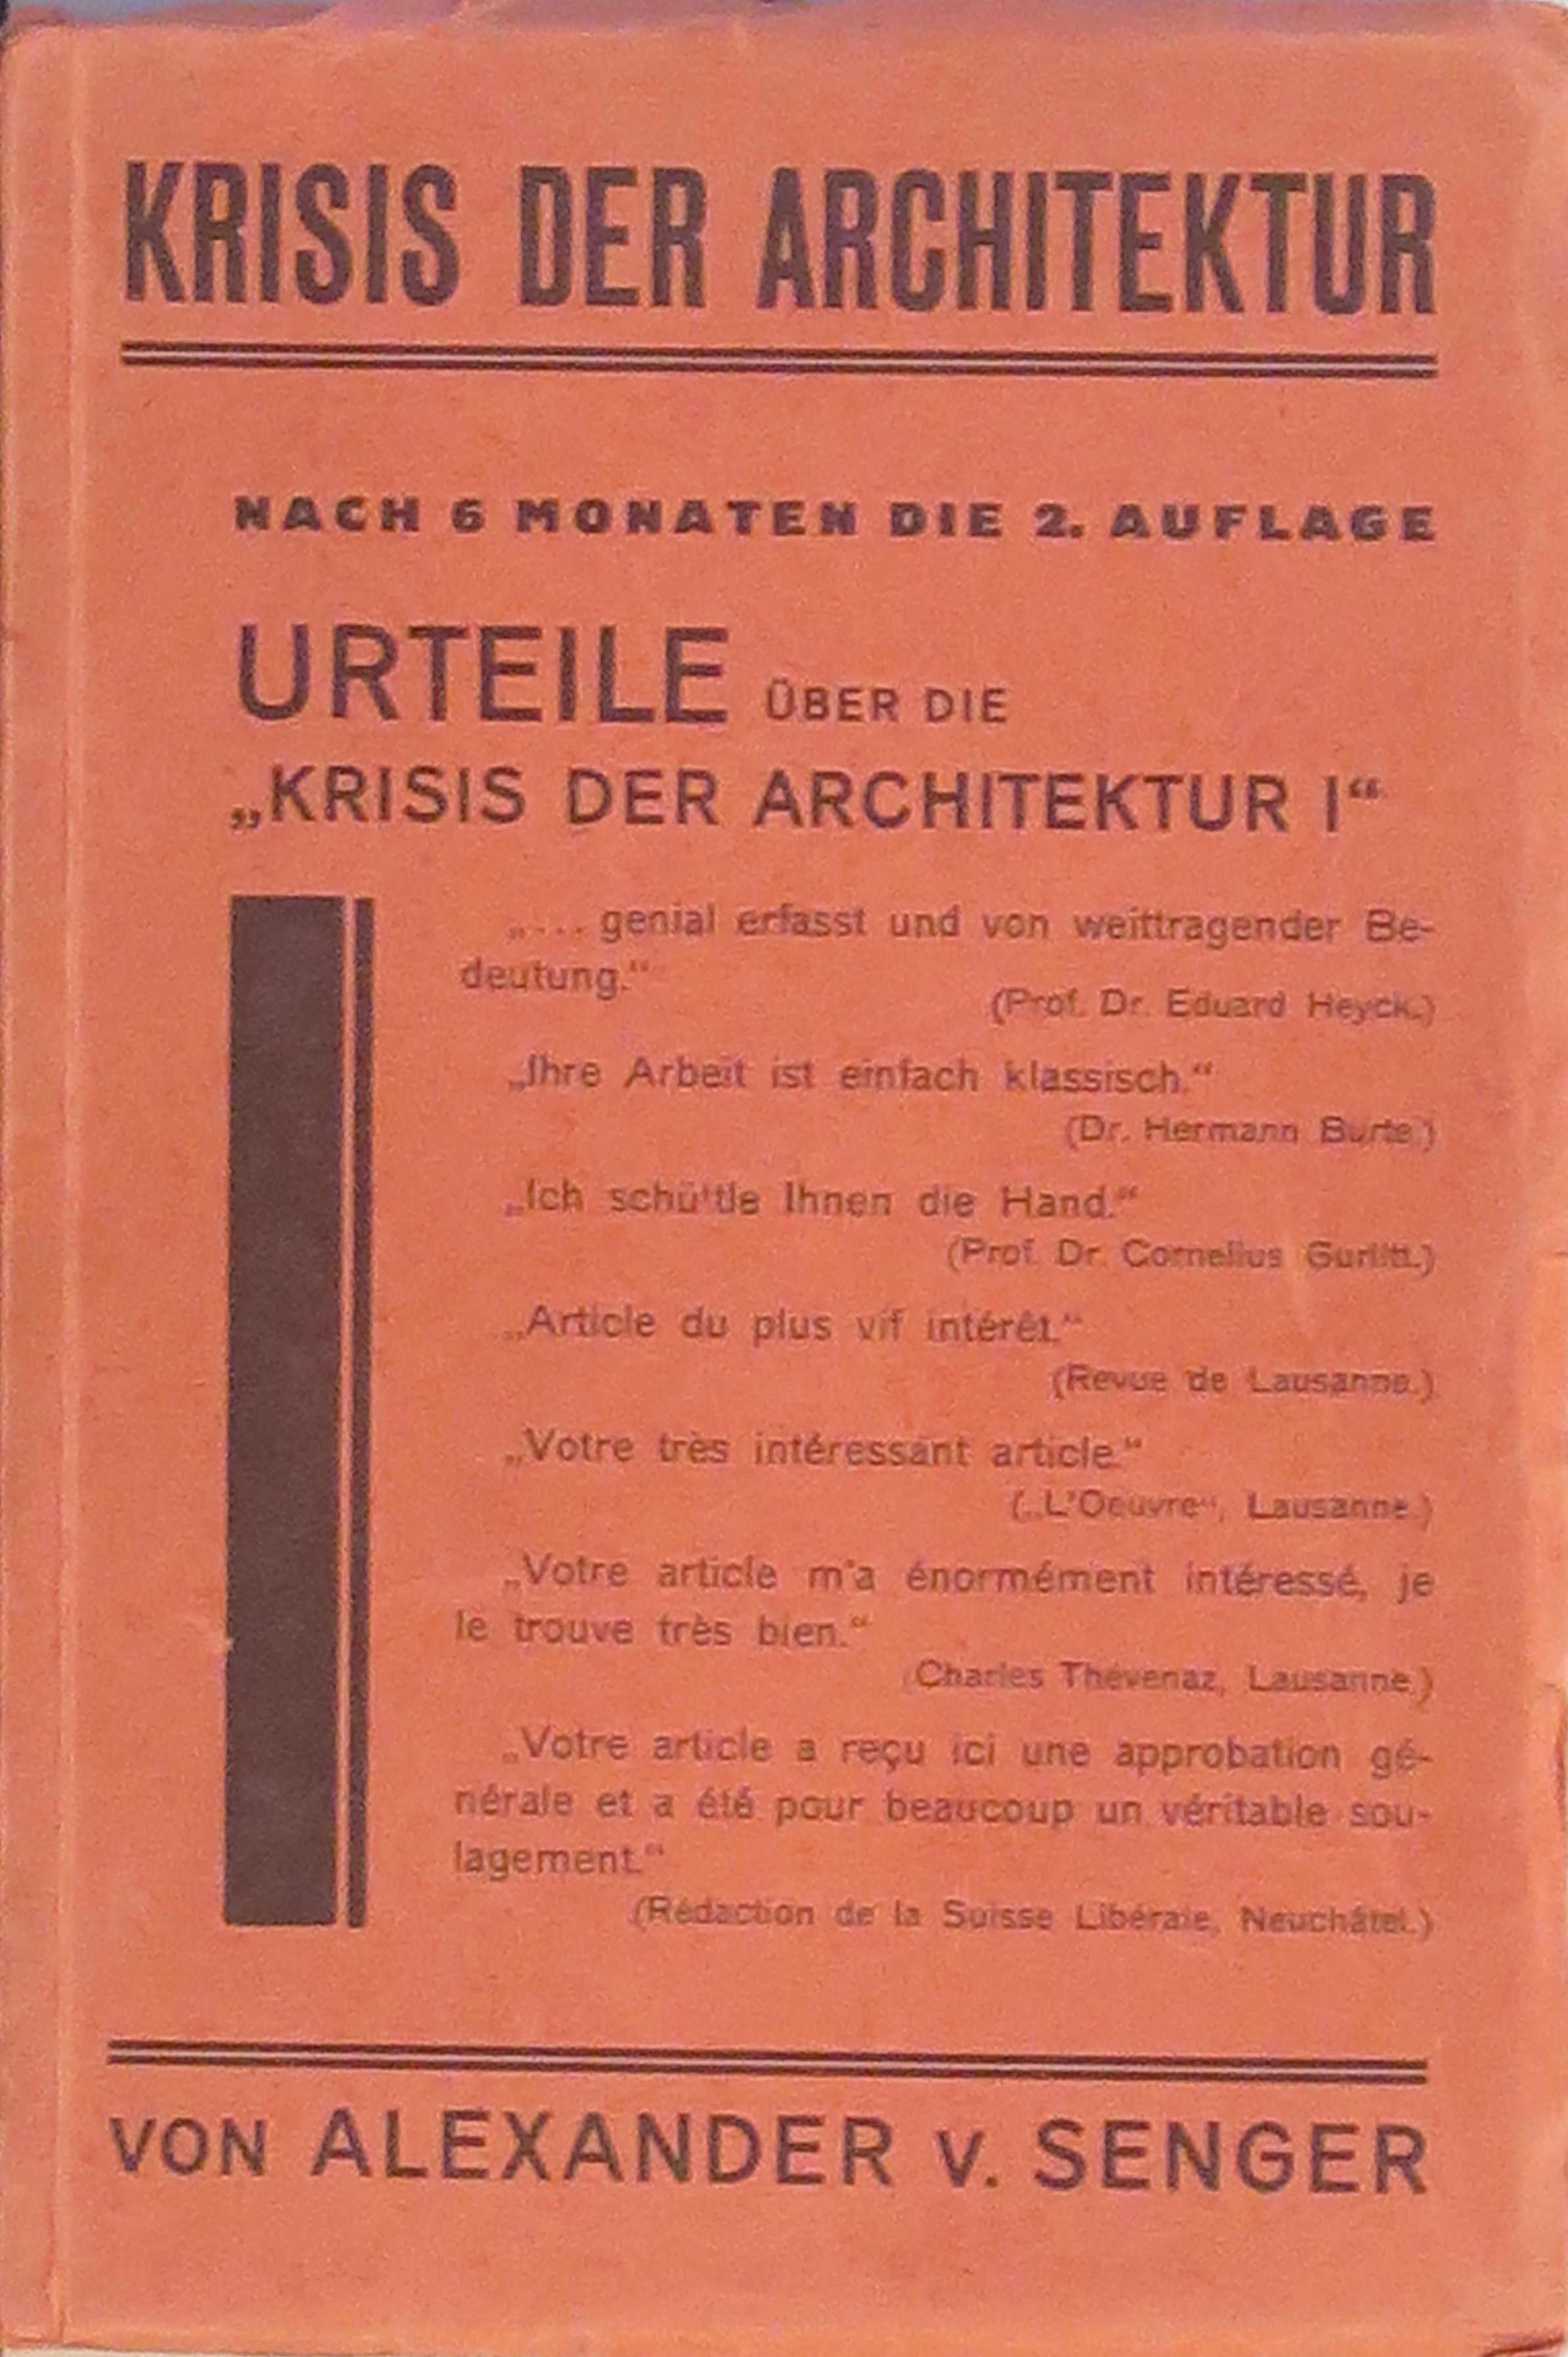 KRISIS DER ARCHITEKTUR
NACH 6 MONATEN DIE 2. AUFLAGE
URTEILE ÜBER DIE
„KRISIS DER ARCHITEKTUR I“
„.... genial erfasst und von weittragender Be-
deutung.“
(Prof. Dr. Eduard Heyck.)
„Ihre Arbeit ist einfach klassisch.“
(Dr. Hermann Burte.)
„Ich schüttle Ihnen die Hand.“
(Prof. Dr. Cornelius Gurlitt.)
„Article du plus vif intérêt.“
(Revue de Lausanne.)
„Votre très intéressant article.“
(„L'Oeuvre“, Lausanne.)
„Votre article m'a énormément intéressé, je
le trouve très bien.“
(Charles Thévenaz, Lausanne.)
„Votre article a reçu ici une approbation gé-
nérale et a été pour beaucoup un véritable sou-
lagement.“
(Rédaction de la Suisse Libérale, Neuchâtel.)
VON ALEXANDER V. SENGER